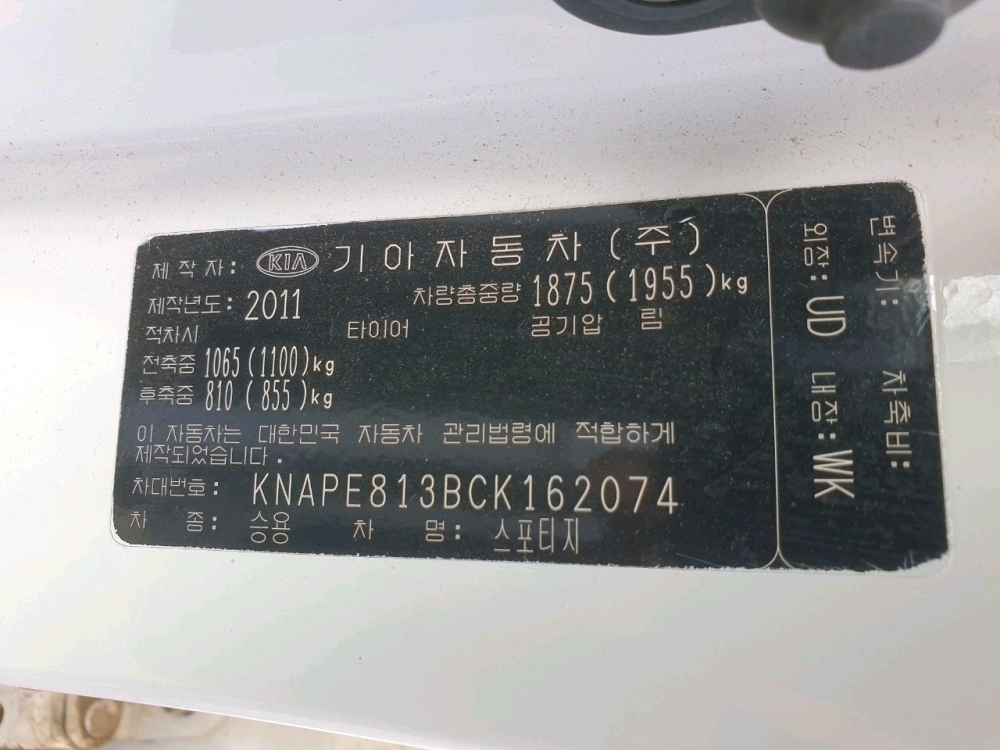 제 작 자: KIA 기 아 자 동 차 ( 주 )
제작년도: 2011 차량총중량 1875 ( 1955 ) kg
적차시 타이어 공기압 림
전축중 1065 ( 1100 ) kg
후축중 810 ( 855 ) kg
이 자동차는 대한민국 자동차 관리법령에 적합하게
제작되었습니다.
차대번호: KNAPE813BCK162074
차 종: 승용 차 명: 스포티지
변속기: 차축비:
외장: UD 내장: WK